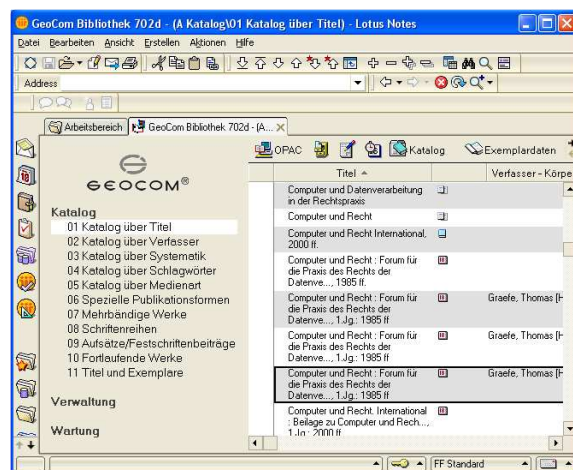 GeoCom Bibliothek 702d - (A Katalog\01 Katalog über Titel) - Lotus Notes
Datei Bearbeiten Ansicht Erstellen Aktionen Hilfe
Address
Arbeitsbereich GeoCom Bibliothek 702d - (A...
OPAC Katalog Exemplardaten
GEOCOM®
Katalog
01 Katalog über Titel
02 Katalog über Verfasser
03 Katalog über Systematik
04 Katalog über Schlagwörter
05 Katalog über Medienart
06 Spezielle Publikationsformen
07 Mehrbändige Werke
08 Schriftenreihen
09 Aufsätze/Festschriftenbeiträge
10 Fortlaufende Werke
11 Titel und Exemplare
Verwaltung
Wartung
Titel Verfasser - Körpe
Computer und Datenverarbeitung
in der Rechtspraxis
Computer und Recht
Computer und Recht International,
2000 ff.
Computer und Recht : Forum für
die Praxis des Rechts der
Datenve..., 1985 ff.
Computer und Recht : Forum für Graefe, Thomas [H
die Praxis des Rechts der
Datenve..., 1.Jg.: 1985 ff
Computer und Recht : Forum für
die Praxis des Rechts der
Datenve..., 1.Jg.: 1985 ff
Computer und Recht : Forum für Graefe, Thomas [H
die Praxis des Rechts der
Datenve..., 1.Jg.: 1985 ff
Computer und Recht. International
: Beilage zu Computer und Rech...,
1.Jg.: 2000 ff.
FF Standard